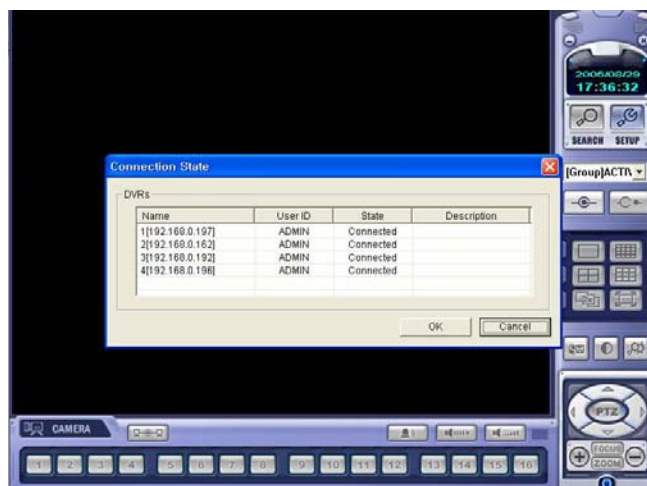 2006/08/29
17:36:32
SEARCH SETUP
[Group]ACTI
Connection State
DVRs
Name User ID State Description
1[192.168.0.197] ADMIN Connected
2[192.168.0.162] ADMIN Connected
3[192.168.0.192] ADMIN Connected
4[192.168.0.196] ADMIN Connected
OK Cancel
PTZ
FOCUS
ZOOM
CAMERA
1 2 3 4 5 6 7 8 9 10 11 12 13 14 15 16